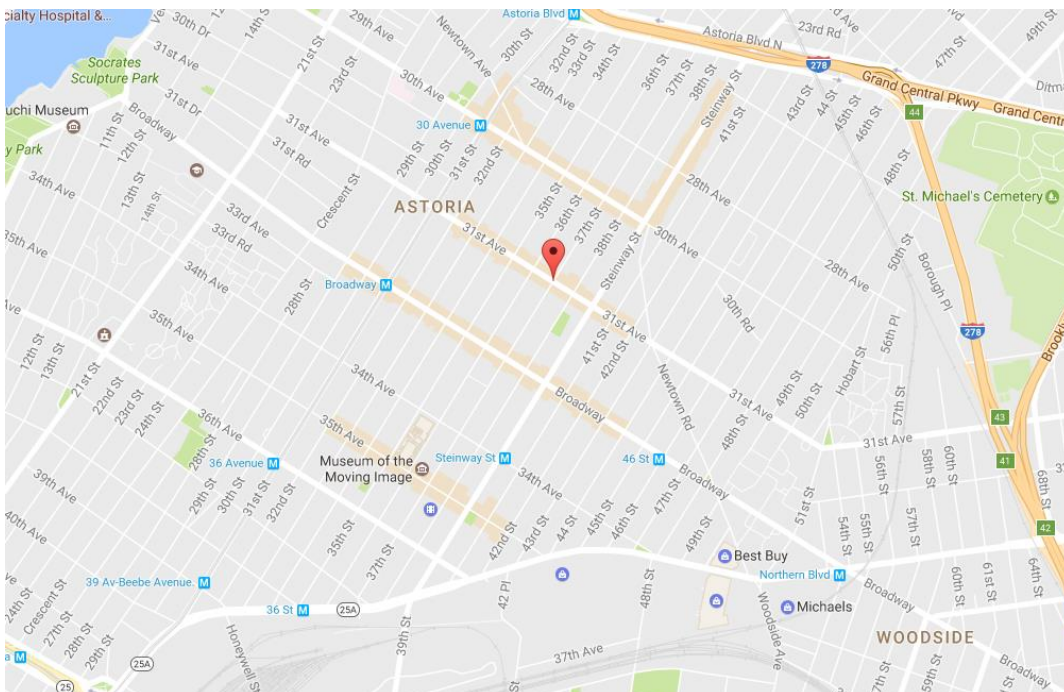 cialty Hospital &...
30th Dr
14th St
21st St
Newtown Ave
30th St
Astoria Blvd M
32nd St
33rd St
34th St
36th St
37th St
38th St
Astoria Blvd N
23rd Rd
47th St
49th St
Socrates
Sculpture Park
31st Ave
23rd St
30th Ave
28th Ave
Steinway St
41st St
278
Ditma
Grand Central Pkwy
Grand Cent
uchi Museum
31st Dr
Broadway
11th St
12th St
31st Ave
30 Avenue M
43rd St
44 St
45th St
46th St
44
y Park
34th Ave
13th St
14th St
31st Rd
Crescent St
29th St
30th St
31st St
32nd St
28th Ave
48th St
St. Michael's Cemetery
33rd Ave
33rd Rd
ASTORIA
31st Ave
35th St
36th St
37th St
38th St
Steinway St
30th Ave
50th St
Borough Pl
35th Ave
34th Ave
28th St
Broadway M
28th Ave
30th Rd
56th Pl
278
12th St
13th St
21st St
22nd St
23rd St
24th St
35th Ave
34th Ave
31st Ave
41st St
42nd St
Newtown Rd
Hobart St
57th St
Brook
36th Ave
35th Ave
Broadway
31st Ave
49th St
50th St
48th St
43
31st Ave
39th Ave
28th St
36 Avenue M
Museum of the
Moving Image
Steinway St M
46 St M
41
40th Ave
29th St
30th St
31st St
32nd St
34th Ave
Broadway
47th St
51st St
56th St
58th St
60th St
68th St
35th St
37th St
42nd St
43rd St
44 St
45th St
46th St
49th St
54th St
55th St
57th St
42
Best Buy
39 Av-Beebe Avenue. M
Northern Blvd M
24th St
Crescent St
27th St
28th St
29th St
36 St M
25A
42 Pl
48th St
Michaels
Broadway
60th St
61st St
64th St
Honeywell St
39th St
Woodside Ave
WOODSIDE
a M
25
25A
37th Ave